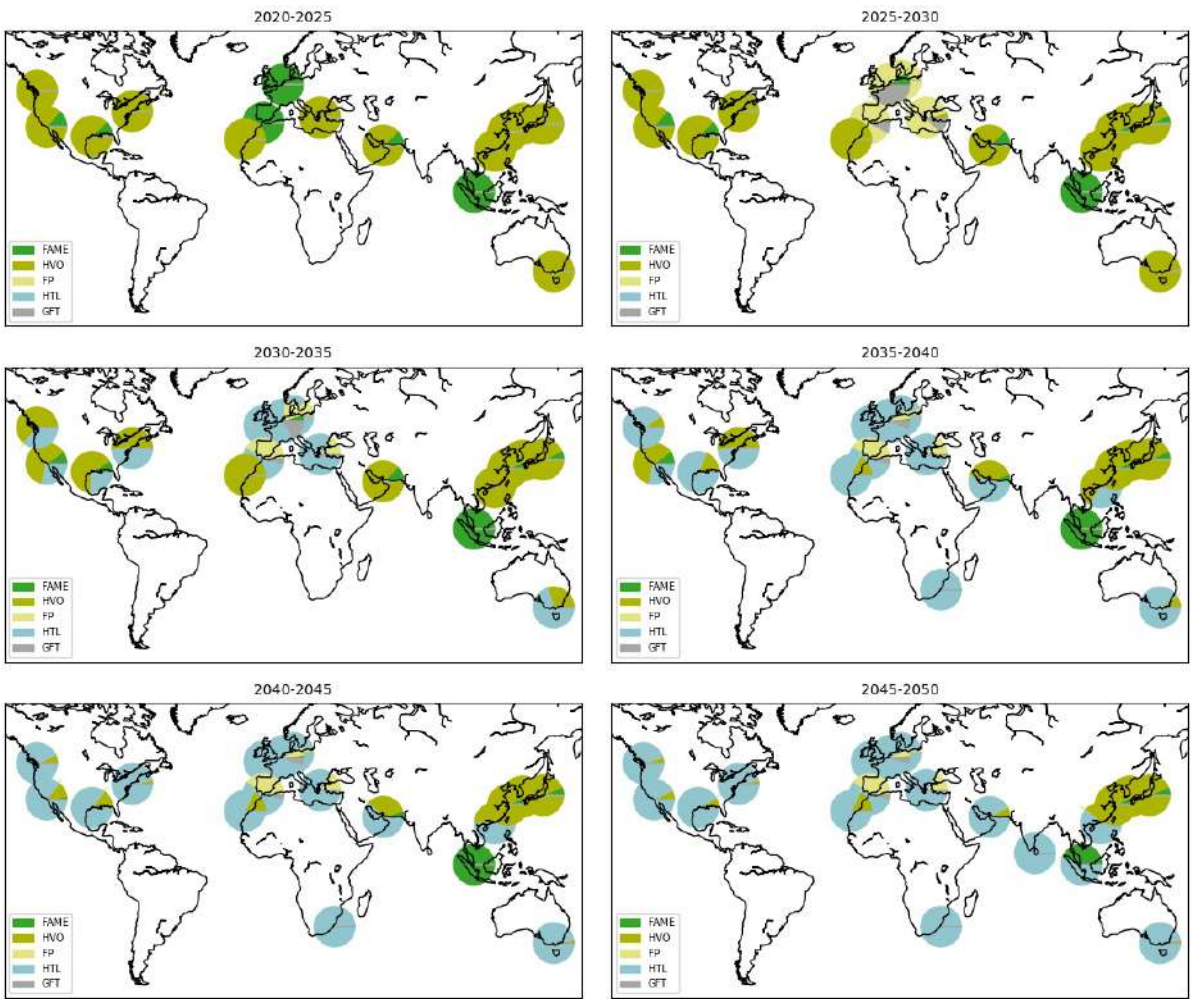 2020-2025
2025-2030
FAME
HVO
FP
HTL
GFT
FAME
HVO
FP
HTL
GFT
2030-2035
2035-2040
FAME
HVO
FP
HTL
GFT
FAME
HVO
FP
HTL
GFT
2040-2045
2045-2050
FAME
HVO
FP
HTL
GFT
FAME
HVO
FP
HTL
GFT